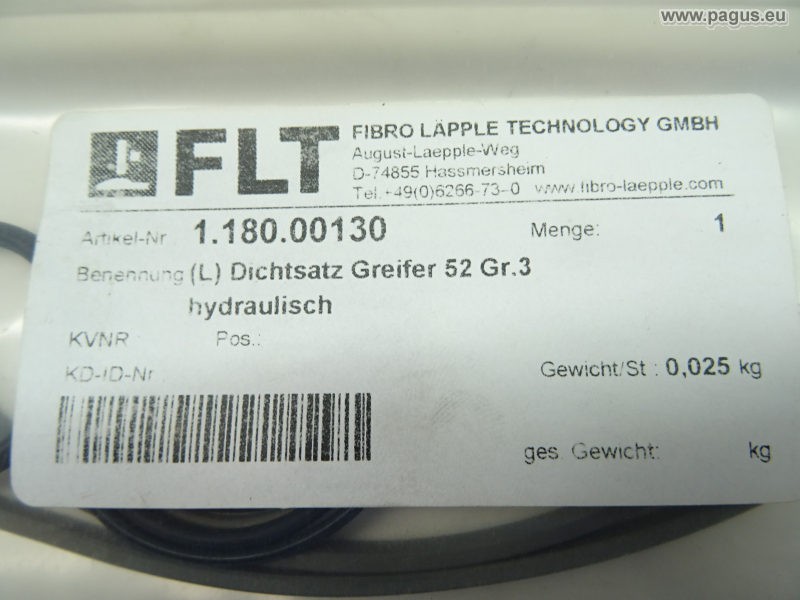 www.pagus.eu
FLT
FIBRO LÄPPLE TECHNOLOGY GMBH
August-Laepple-Weg
D-74855 Hassmersheim
Tel.+49(0)6266-73-0 www.fibro-laepple.com
Artikel-Nr 1.180.00130 Menge: 1
Benennung (L) Dichtsatz Greifer 52 Gr.3
hydraulisch
KVNR Pos.:
KD-ID-Nr
Gewicht/St : 0,025 kg
ges. Gewicht: kg